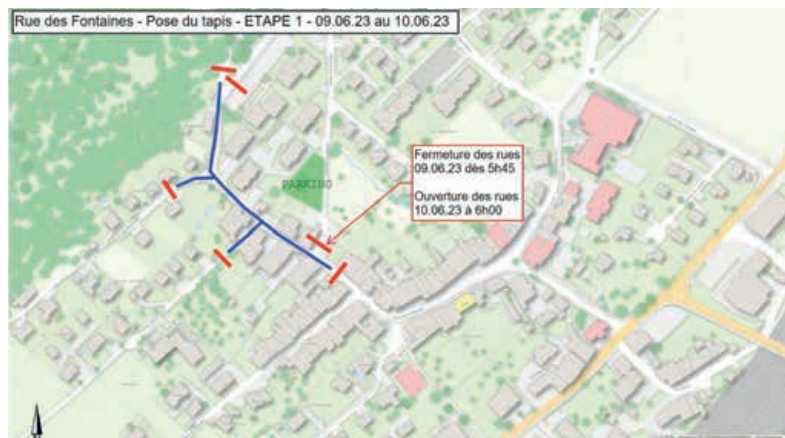 Rue des Fontaines - Pose du tapis - ETAPE 1 - 09.06.23 au 10.06.23
Fermeture des rues
09.06.23 dès 5h45
Ouverture des rues
10.06.23 à 6h00
PARKING